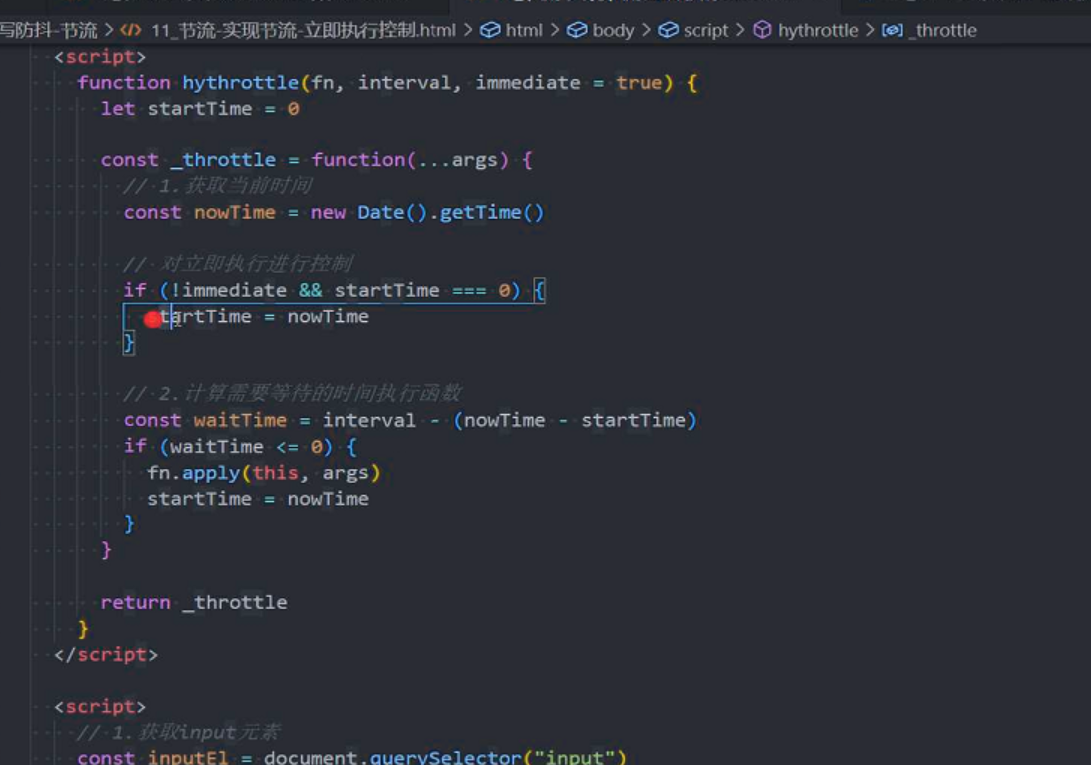 写防抖-节流 > 11_节流-实现节流-立即执行控制.html > html > body > script > hythrottle > _throttle
<script>
function hythrottle(fn, interval, immediate = true) {
let startTime = 0
const _throttle = function(...args) {
// 1.获取当前时间
const nowTime = new Date().getTime()
// 对立即执行进行控制
if (!immediate && startTime === 0) {
startTime = nowTime
}
// 2.计算需要等待的时间执行函数
const waitTime = interval - (nowTime - startTime)
if (waitTime <= 0) {
fn.apply(this, args)
startTime = nowTime
}
}
return _throttle
}
</script>
<script>
// 1.获取input元素
const inputEl = document.querySelector("input")